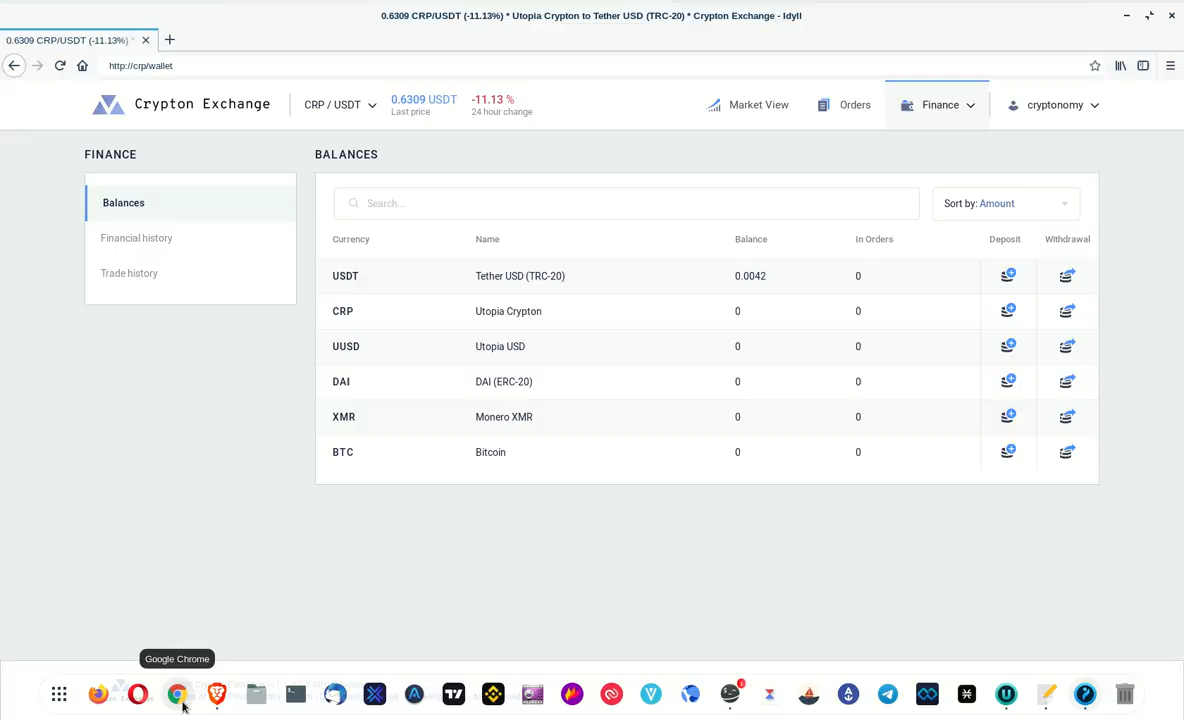 0.6309 CRP/USDT (-11.13%) * Utopia Crypton to Tether USD (TRC-20) * Crypton Exchange - Idyll
0.6309 CRP/USDT (-11.13%) *
http://crp/wallet
Crypton Exchange
CRP / USDT
0.6309 USDT
Last price
-11.13 %
24 hour change
Market View
Orders
Finance
cryptonomy
FINANCE
Balances
Financial history
Trade history
BALANCES
Search...
Sort by: Amount
Currency Name Balance In Orders Deposit Withdrawal
USDT Tether USD (TRC-20) 0.0042 0
CRP Utopia Crypton 0 0
UUSD Utopia USD 0 0
DAI DAI (ERC-20) 0 0
XMR Monero XMR 0 0
BTC Bitcoin 0 0
Google Chrome